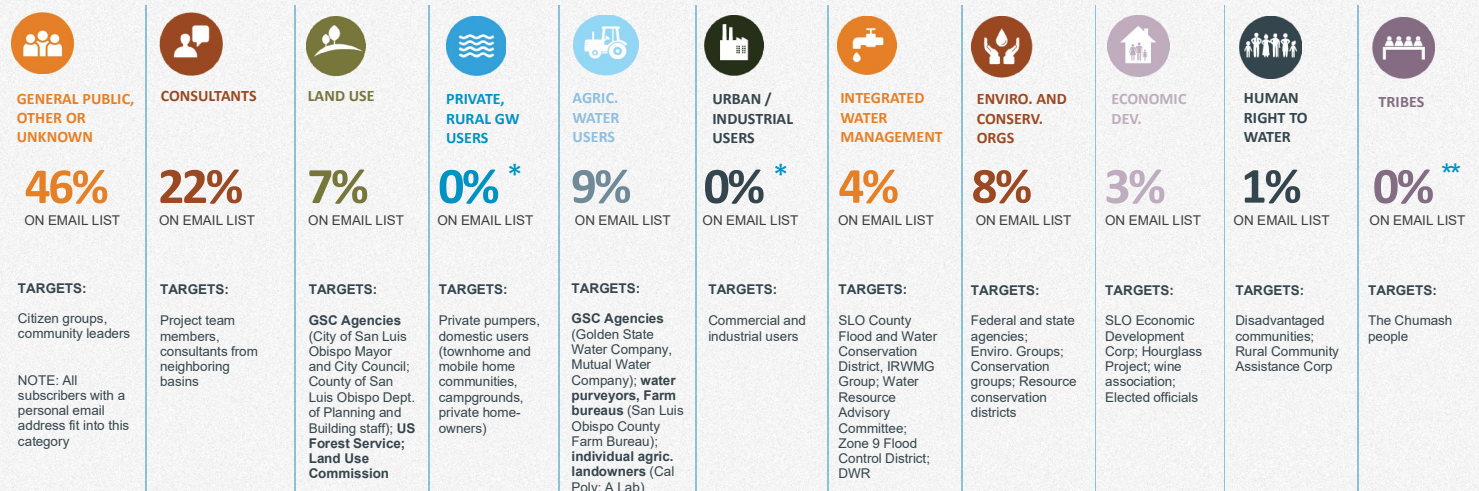 GENERAL PUBLIC,
OTHER OR
UNKNOWN
46%
ON EMAIL LIST
TARGETS:
Citizen groups,
community leaders
NOTE: All
subscribers with a
personal email
address fit into this
category
CONSULTANTS
22%
ON EMAIL LIST
TARGETS:
Project team
members,
consultants from
neighboring
basins
LAND USE
7%
ON EMAIL LIST
TARGETS:
GSC Agencies
(City of San Luis
Obispo Mayor
and City Council;
County of San
Luis Obispo Dept.
of Planning and
Building staff); US
Forest Service;
Land Use
Commission
PRIVATE,
RURAL GW
USERS
0% *
ON EMAIL LIST
TARGETS:
Private pumpers,
domestic users
(townhome and
mobile home
communities,
campgrounds,
private home-
owners)
AGRIC.
WATER
USERS
9%
ON EMAIL LIST
TARGETS:
GSC Agencies
(Golden State
Water Company,
Mutual Water
Company); water
purveyors, Farm
bureaus (San Luis
Obispo County
Farm Bureau);
individual agric.
landowners (Cal
Poly; A Lab)
URBAN /
INDUSTRIAL
USERS
0% *
ON EMAIL LIST
TARGETS:
Commercial and
industrial users
INTEGRATED
WATER
MANAGEMENT
4%
ON EMAIL LIST
TARGETS:
SLO County
Flood and Water
Conservation
District, IRWMG
Group; Water
Resource
Advisory
Committee;
Zone 9 Flood
Control District;
DWR
ENVIRO. AND
CONSERV.
ORGS
8%
ON EMAIL LIST
TARGETS:
Federal and state
agencies;
Enviro. Groups;
Conservation
groups; Resource
conservation
districts
ECONOMIC
DEV.
3%
ON EMAIL LIST
TARGETS:
SLO Economic
Development
Corp; Hourglass
Project; wine
association;
Elected officials
HUMAN
RIGHT TO
WATER
1%
ON EMAIL LIST
TARGETS:
Disadvantaged
communities;
Rural Community
Assistance Corp
TRIBES
0% **
ON EMAIL LIST
TARGETS:
The Chumash
people